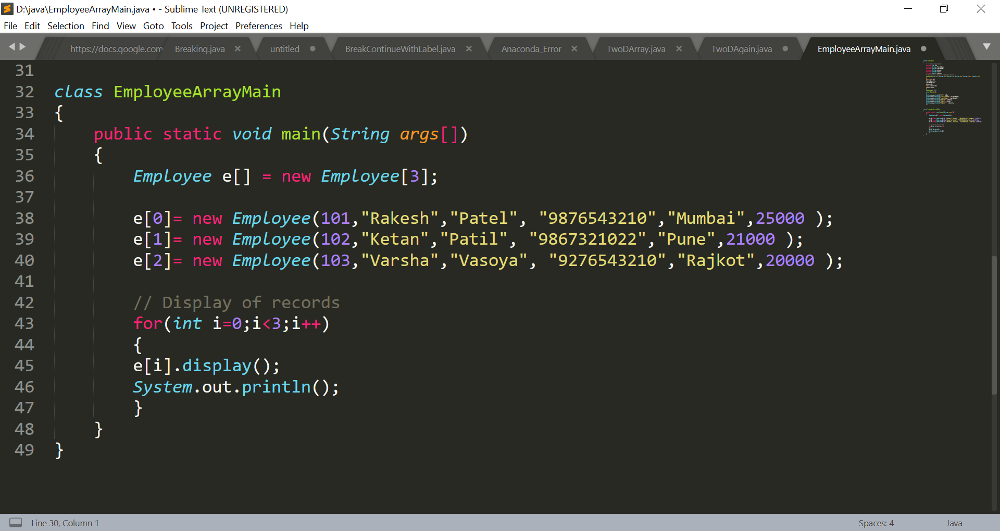 D:\java\EmployeeArrayMain.java • - Sublime Text (UNREGISTERED)
File Edit Selection Find View Goto Tools Project Preferences Help
https://docs.google.com Breaking.java untitled BreakContinueWithLabel.java Anaconda_Error TwoDArray.java TwoDAgain.java EmployeeArrayMain.java
31
32 class EmployeeArrayMain
33 {
34     public static void main(String args[])
35     {
36         Employee e[] = new Employee[3];
37
38         e[0]= new Employee(101,"Rakesh","Patel", "9876543210","Mumbai",25000 );
39         e[1]= new Employee(102,"Ketan","Patil", "9867321022","Pune",21000 );
40         e[2]= new Employee(103,"Varsha","Vasoya", "9276543210","Rajkot",20000 );
41
42         // Display of records
43         for(int i=0;i<3;i++)
44         {
45         e[i].display();
46         System.out.println();
47         }
48     }
49 }
Line 30, Column 1 Spaces: 4 Java